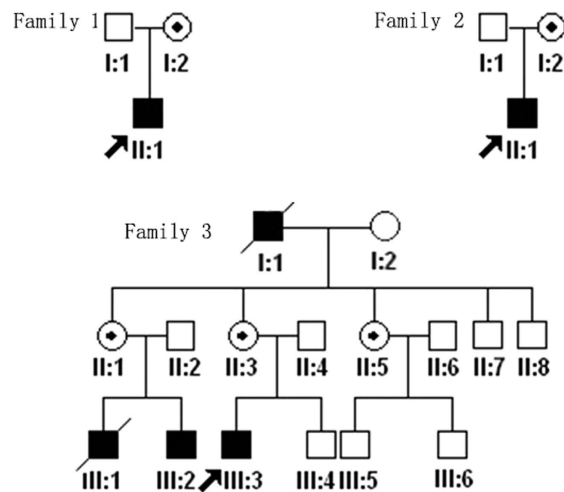 Family 1
I:1 I:2
II:1
Family 2
I:1 I:2
II:1
Family 3
I:1 I:2
II:1 II:2 II:3 II:4 II:5 II:6 II:7 II:8
III:1 III:2 III:3 III:4 III:5 III:6